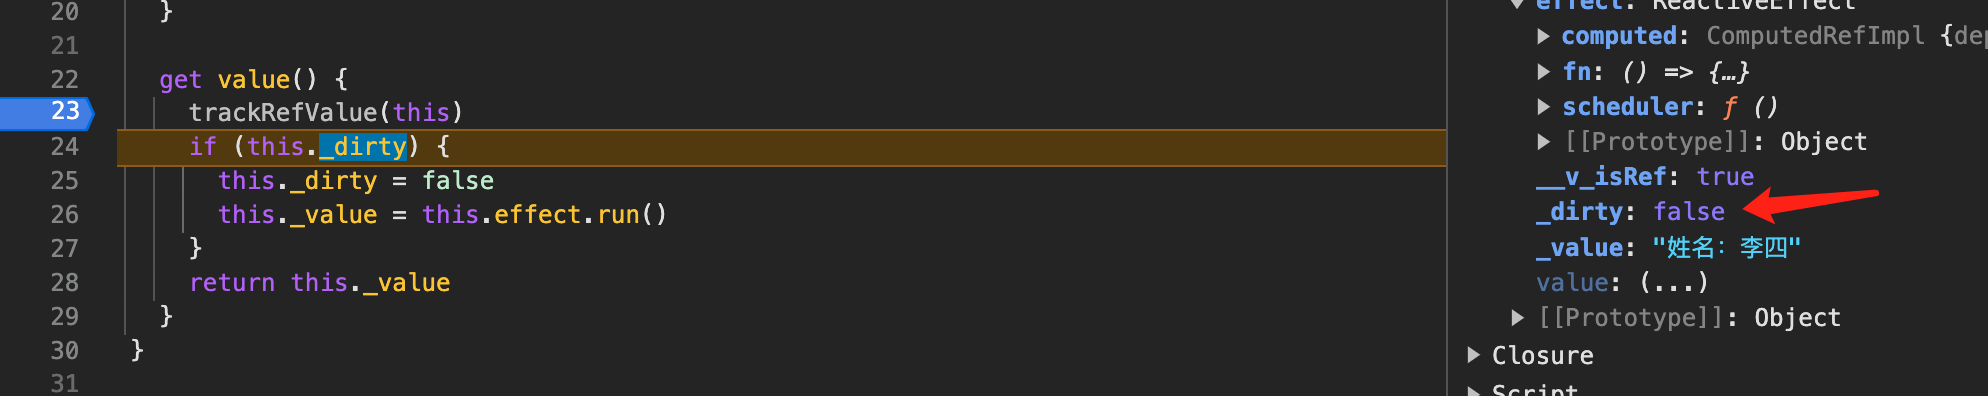 20 }
21
22 get value() {
23 trackRefValue(this)
24 if (this._dirty) {
25 this._dirty = false
26 this._value = this.effect.run()
27 }
28 return this._value
29 }
30 }
31
effect: ReactiveEffect
computed: ComputedRefImpl {dep
fn: () => {…}
scheduler: ƒ ()
[[Prototype]]: Object
__v_isRef: true
_dirty: false
_value: "姓名：李四"
value: (...)
[[Prototype]]: Object
Closure
Script